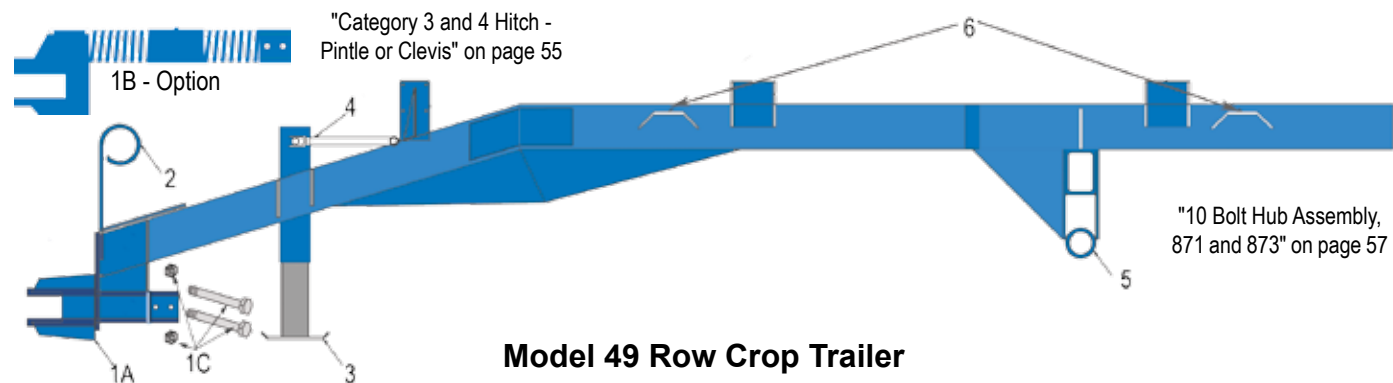 "Category 3 and 4 Hitch -
Pintle or Clevis" on page 55
6
1B - Option
4
2
"10 Bolt Hub Assembly,
871 and 873" on page 57
5
1A
1C
3
Model 49 Row Crop Trailer